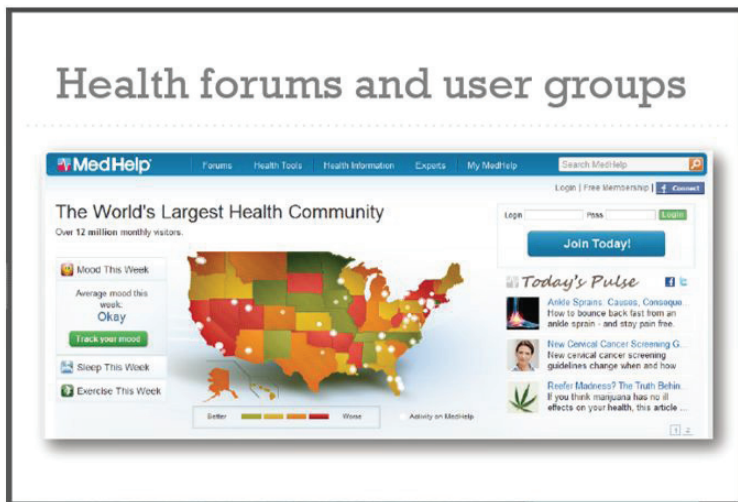 Health forums and user groups
MedHelp
Forums
Health Tools
Health Information
Experts
My MedHelp
Search MedHelp
Login | Free Membership | f Connect
The World's Largest Health Community
Over 12 million monthly visitors.
Login
Pass
Login
Join Today!
Mood This Week
Average mood this
week:
Okay
Track your mood
Sleep This Week
Exercise This Week
Better
Worse
Activity on MedHelp
Today's Pulse
Ankle Sprains: Causes, Conseque...
How to bounce back fast from an
ankle sprain - and stay pain free.
New Cervical Cancer Screening G...
New cervical cancer screening
guidelines change when and how
Reefer Madness? The Truth Behin...
If you think marijuana has no ill
effects on your health, this article ...
1 2